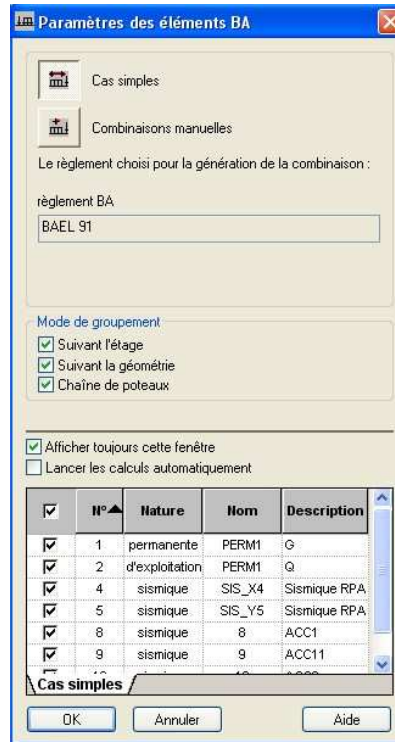 Paramètres des éléments BA
Cas simples
Combinaisons manuelles
Le règlement choisi pour la génération de la combinaison :
règlement BA
BAEL 91
Mode de groupement
Suivant l'étage
Suivant la géométrie
Chaîne de poteaux
Afficher toujours cette fenêtre
Lancer les calculs automatiquement
N° Nature Nom Description
1 permanente PERM1 G
2 d'exploitation PERM1 Q
4 sismique SIS_X4 Sismique RPA
5 sismique SIS_Y5 Sismique RPA
8 sismique 8 ACC1
9 sismique 9 ACC11
Cas simples
OK Annuler Aide